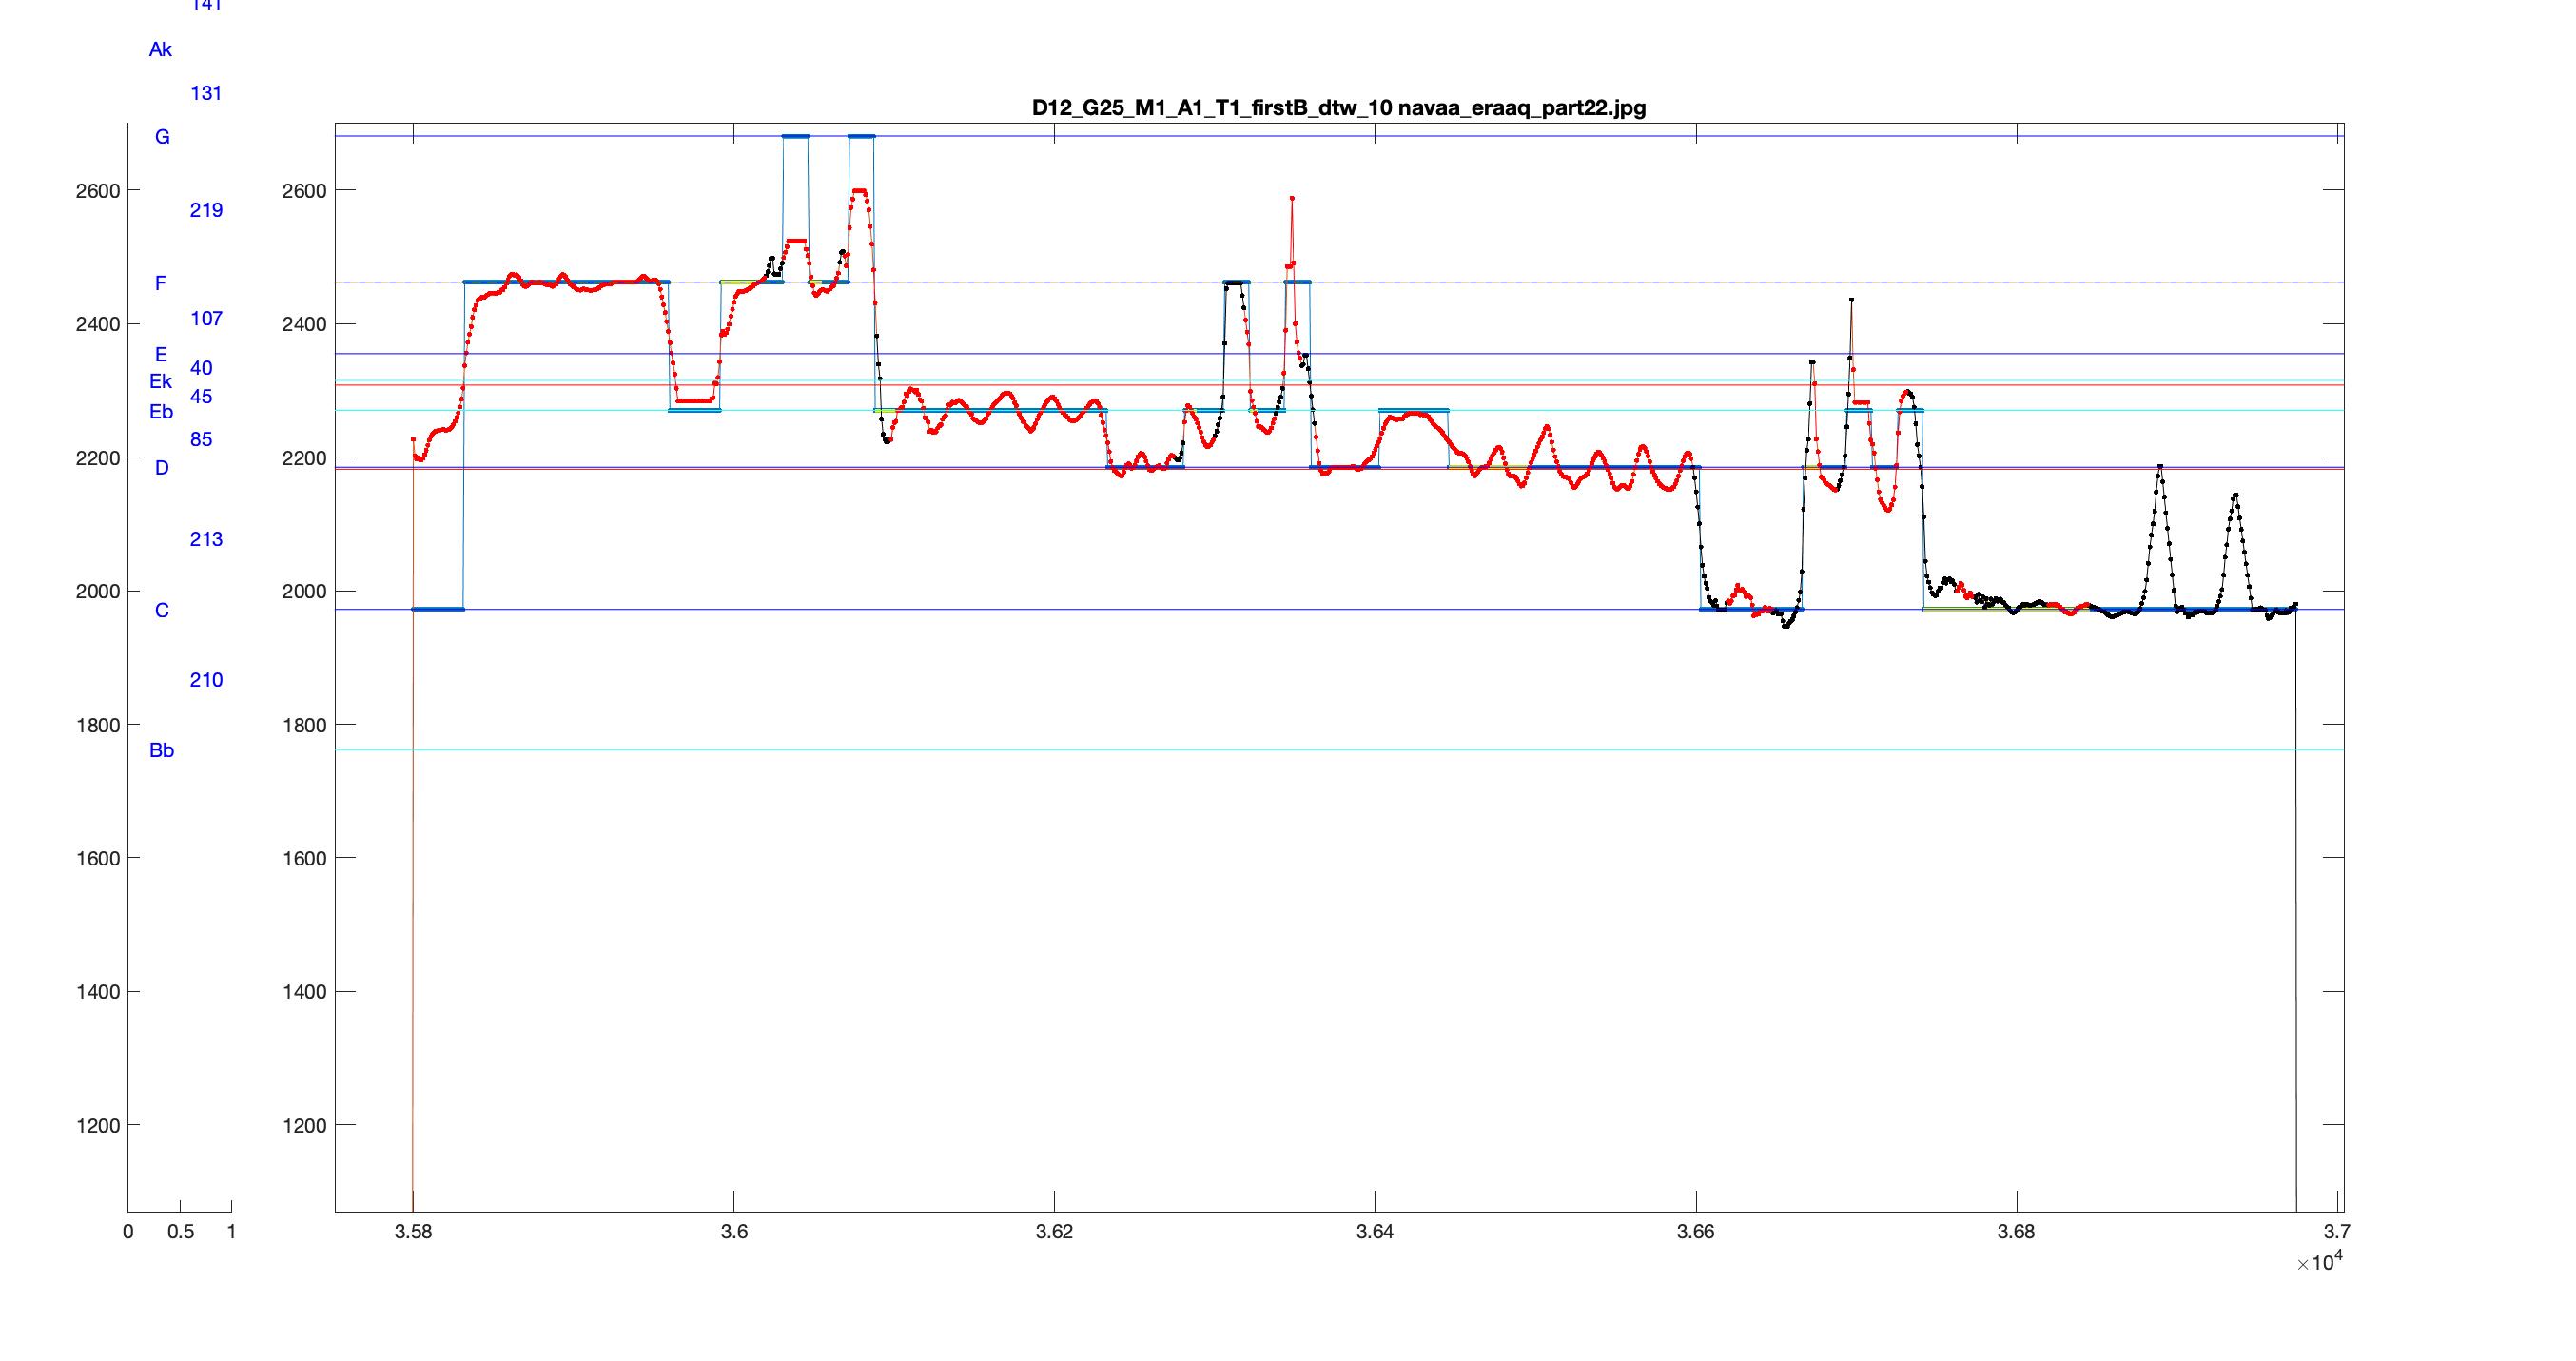 141
Ak
131
D12_G25_M1_A1_T1_firstB_dtw_10 navaa_eraaq_part22.jpg
G
2600 2600
219
F
107
2400 2400
E
40
Ek
45
Eb
85
2200 D 2200
213
2000 2000
C
210
1800 1800
Bb
1600 1600
1400 1400
1200 1200
0 0.5 1 3.58 3.6 3.62 3.64 3.66 3.68 3.7
×10^4